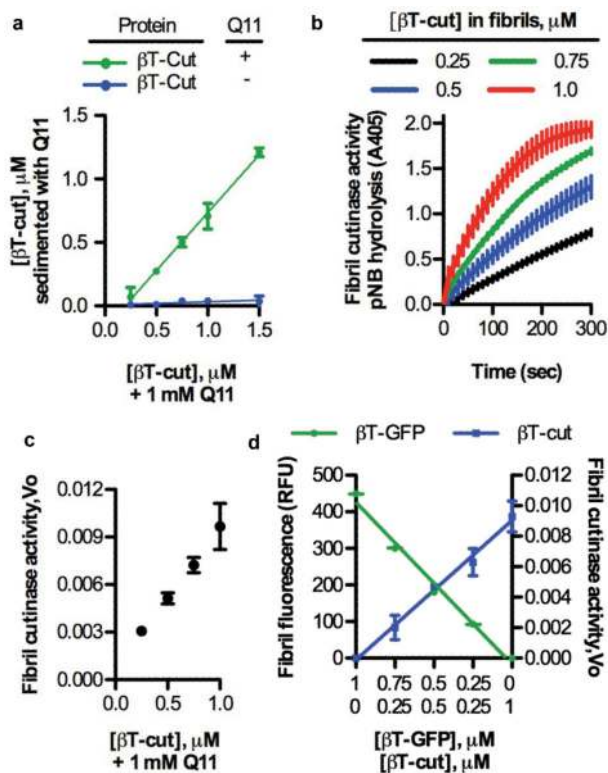 a
Protein Q11
βT-Cut +
βT-Cut -
[βT-cut], μM
sedimented with Q11
1.5
1.0
0.5
0.0
0.0 0.5 1.0 1.5
[βT-cut], μM
+ 1 mM Q11
b
[βT-cut] in fibrils, μM
0.25 0.75
0.5 1.0
Fibril cutinase activity
pNB hydrolysis (A405)
2.0
1.5
1.0
0.5
0.0
0 100 200 300
Time (sec)
c
Fibril cutinase activity,Vo
0.012
0.009
0.006
0.003
0.000
0.0 0.5 1.0
[βT-cut], μM
+ 1 mM Q11
d
βT-GFP βT-cut
Fibril fluorescence (RFU)
500
400
300
200
100
0
Fibril cutinase activity,Vo
0.012
0.010
0.008
0.006
0.004
0.002
0.000
1 0.75 0.5 0.25 0
0 0.25 0.5 0.25 1
[βT-GFP], μM
[βT-cut], μM